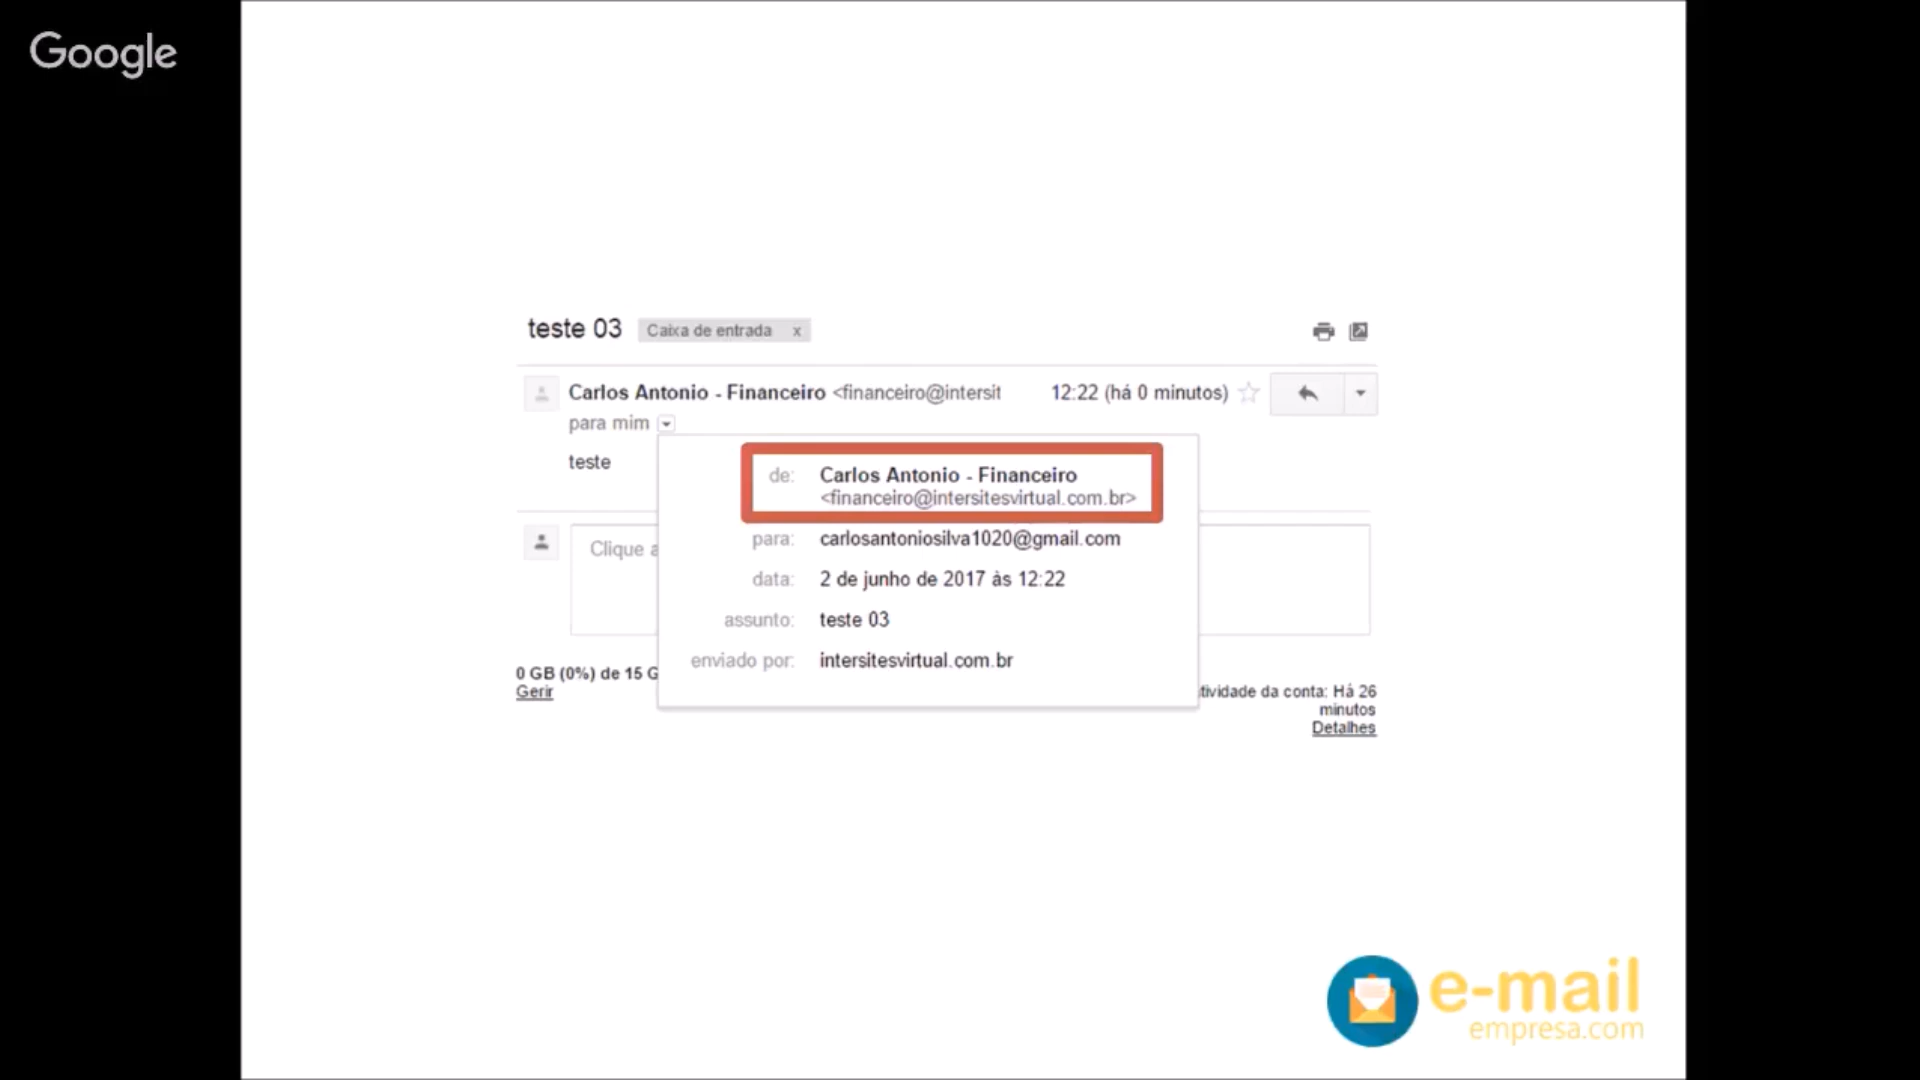 Google
teste 03 Caixa de entrada x
Carlos Antonio - Financeiro <financeiro@intersit 12:22 (há 0 minutos)
para mim
teste
de: Carlos Antonio - Financeiro
<financeiro@intersitesvirtual.com.br>
para: carlosantoniosilva1020@gmail.com
data: 2 de junho de 2017 às 12:22
assunto: teste 03
enviado por: intersitesvirtual.com.br
Clique a
0 GB (0%) de 15 G
Gerir
tividade da conta: Há 26
minutos
Detalhes
e-mail
empresa.com